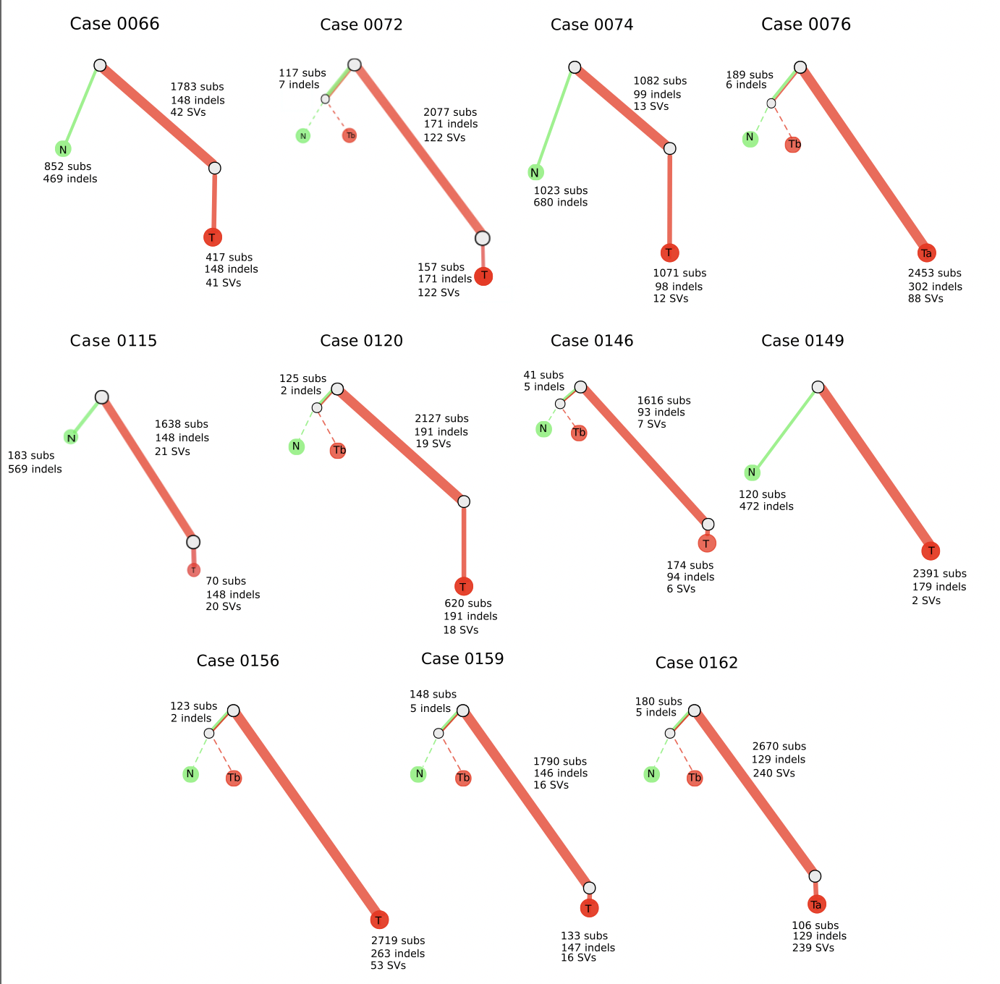 Case 0066
1783 subs
148 indels
42 SVs
N
852 subs
469 indels
T
417 subs
148 indels
41 SVs
Case 0072
117 subs
7 indels
N
Tb
2077 subs
171 indels
122 SVs
157 subs
171 indels
122 SVs
T
Case 0074
1082 subs
99 indels
13 SVs
N
1023 subs
680 indels
T
1071 subs
98 indels
12 SVs
Case 0076
189 subs
6 indels
N
Tb
Ta
2453 subs
302 indels
88 SVs
Case 0115
N
183 subs
569 indels
1638 subs
148 indels
21 SVs
T
70 subs
148 indels
20 SVs
Case 0120
125 subs
2 indels
N
Tb
2127 subs
191 indels
19 SVs
T
620 subs
191 indels
18 SVs
Case 0146
41 subs
5 indels
N
Tb
1616 subs
93 indels
7 SVs
T
174 subs
94 indels
6 SVs
Case 0149
N
120 subs
472 indels
T
2391 subs
179 indels
2 SVs
Case 0156
123 subs
2 indels
N
Tb
T
2719 subs
263 indels
53 SVs
Case 0159
148 subs
5 indels
N
Tb
1790 subs
146 indels
16 SVs
T
133 subs
147 indels
16 SVs
Case 0162
180 subs
5 indels
N
Tb
2670 subs
129 indels
240 SVs
Ta
106 subs
129 indels
239 SVs